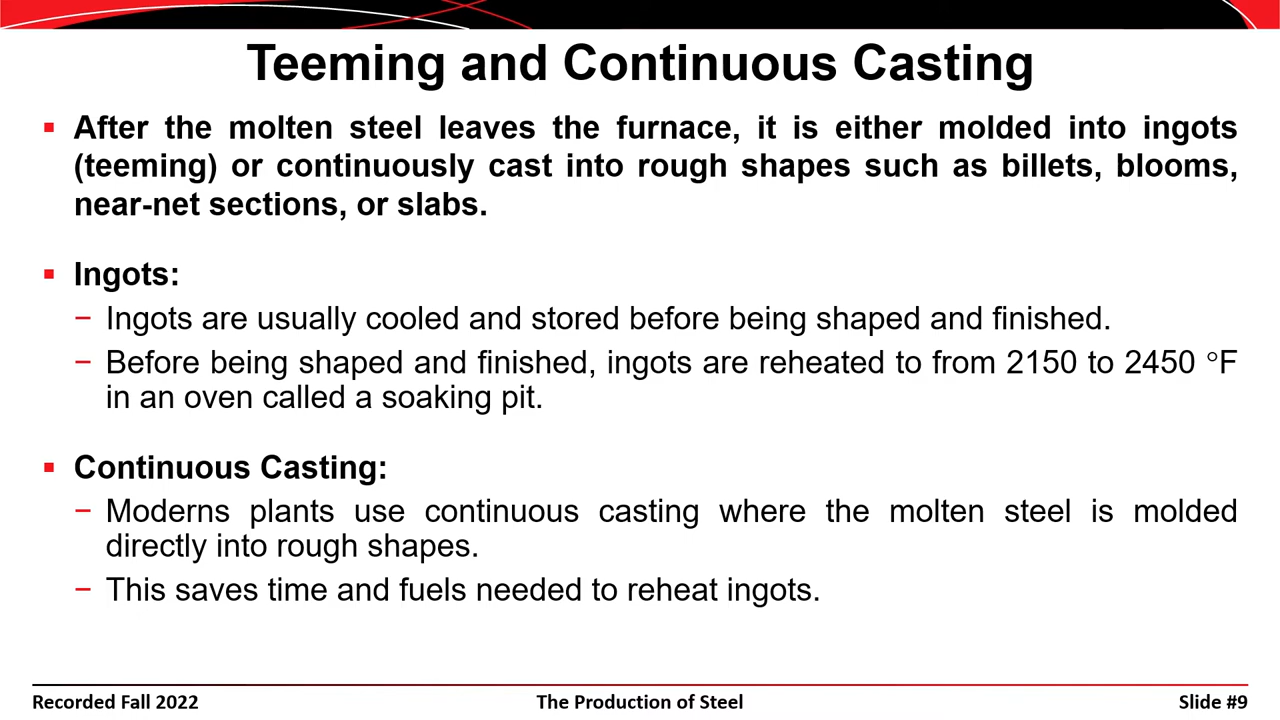 Teeming and Continuous Casting
▪ After the molten steel leaves the furnace, it is either molded into ingots
(teeming) or continuously cast into rough shapes such as billets, blooms,
near-net sections, or slabs.
▪ Ingots:
− Ingots are usually cooled and stored before being shaped and finished.
− Before being shaped and finished, ingots are reheated to from 2150 to 2450 °F
in an oven called a soaking pit.
▪ Continuous Casting:
− Moderns plants use continuous casting where the molten steel is molded
directly into rough shapes.
− This saves time and fuels needed to reheat ingots.
Recorded Fall 2022 The Production of Steel Slide #9